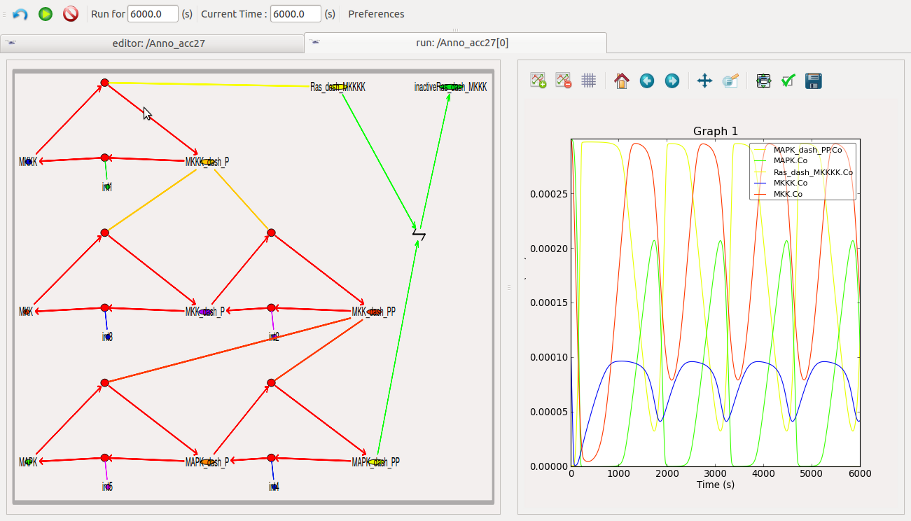 Run for 6000.0 (s) Current Time : 6000.0 (s) Preferences
editor: /Anno_acc27 run: /Anno_acc27[0]
Ras_dash_MKKKK inactiveRas_dash_MKKK
MKKK MKKK_dash_P
int1
MKK MKK_dash_P MKK_dash_PP
int3 int2
MAPK MAPK_dash_P MAPK_dash_PP
int5 int4
Graph 1
MAPK_dash_PP.Co
MAPK.Co
Ras_dash_MKKKK.Co
MKKK.Co
MKK.Co
0.00025
0.00020
0.00015
0.00010
0.00005
0.00000
0 1000 2000 3000 4000 5000 6000
Time (s)